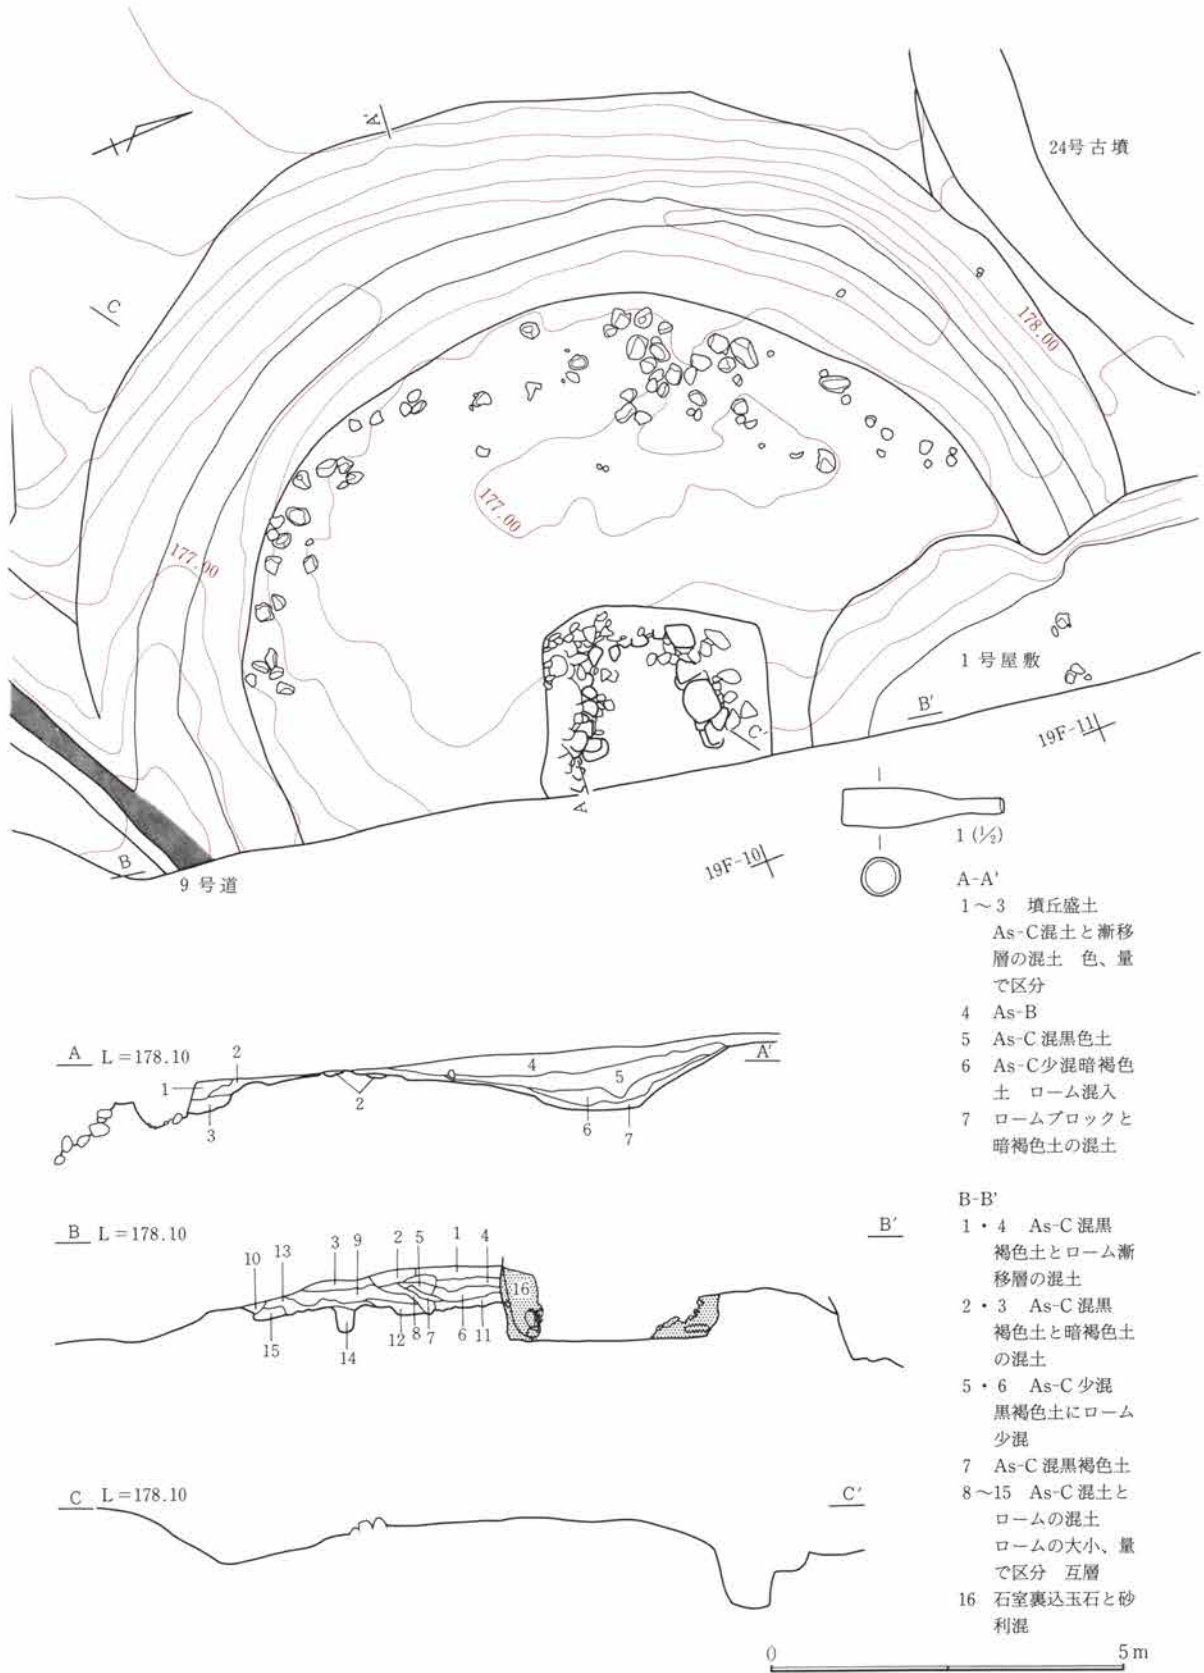 A'
24号古墳
C
178.00
177.00
177.00
1号屋敷
B'
19F-11
C'
A
1 (1/2)
B
9号道
19F-10
A-A'
1～3 墳丘盛土
As-C混土と漸移
層の混土 色、量
で区分
4 As-B
5 As-C混黒色土
6 As-C少混暗褐色
土 ローム混入
7 ロームブロックと
暗褐色土の混土
A L=178.10
A'
1
2
3
2
4
5
6
7
B-B'
1・4 As-C混黒
褐色土とローム漸
移層の混土
2・3 As-C混黒
褐色土と暗褐色土
の混土
5・6 As-C少混
黒褐色土にローム
少混
7 As-C混黒褐色土
8～15 As-C混土と
ロームの混土
ロームの大小、量
で区分 互層
16 石室裏込玉石と砂
利混
B L=178.10
B'
10 13 3 9 2 5 1 4
16
15 14 12 8 7 6 11
C L=178.10
C'
0 5m